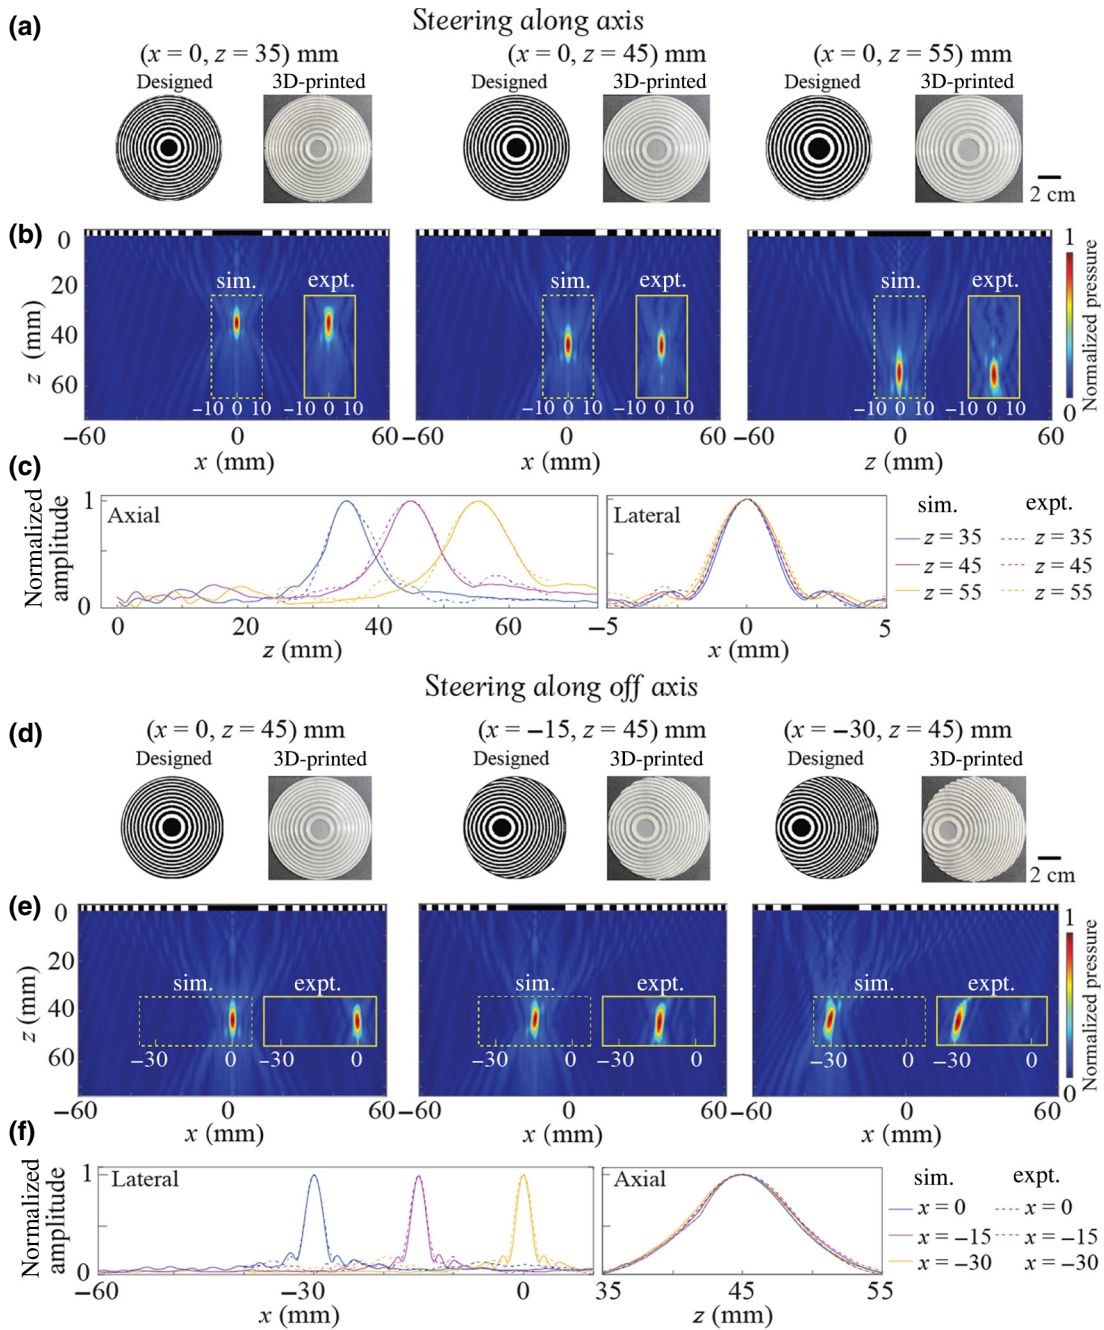 (a)
Steering along axis
(x = 0, z = 35) mm
(x = 0, z = 45) mm
(x = 0, z = 55) mm
Designed 3D-printed
Designed 3D-printed
Designed 3D-printed
2 cm
(b)
0
20
40
60
z (mm)
sim. expt.
−10 0 10 −10 0 10
−60 0 60
x (mm)
sim. expt.
−10 0 10 −10 0 10
60
x (mm)
sim. expt.
−10 0 10 −10 0 10
60
z (mm)
1
0
Normalized pressure
(c)
Normalized amplitude
1
0
Axial
0 20 40 60
z (mm)
Lateral
−5 0 5
x (mm)
sim. expt.
z = 35 z = 35
z = 45 z = 45
z = 55 z = 55
Steering along off axis
(d)
(x = 0, z = 45) mm
(x = −15, z = 45) mm
(x = −30, z = 45) mm
Designed 3D-printed
Designed 3D-printed
Designed 3D-printed
2 cm
(e)
0
20
40
60
z (mm)
sim. expt.
−30 0 −30 0
−60 0 60
x (mm)
sim. expt.
−30 0 −30 0
−60 0 60
x (mm)
sim. expt.
−30 0 −30 0
−60 0 60
x (mm)
1
0
Normalized pressure
(f)
Normalized amplitude
1
0
Lateral
−60 −30 0
x (mm)
Axial
35 45 55
z (mm)
sim. expt.
x = 0 x = 0
x = −15 x = −15
x = −30 x = −30